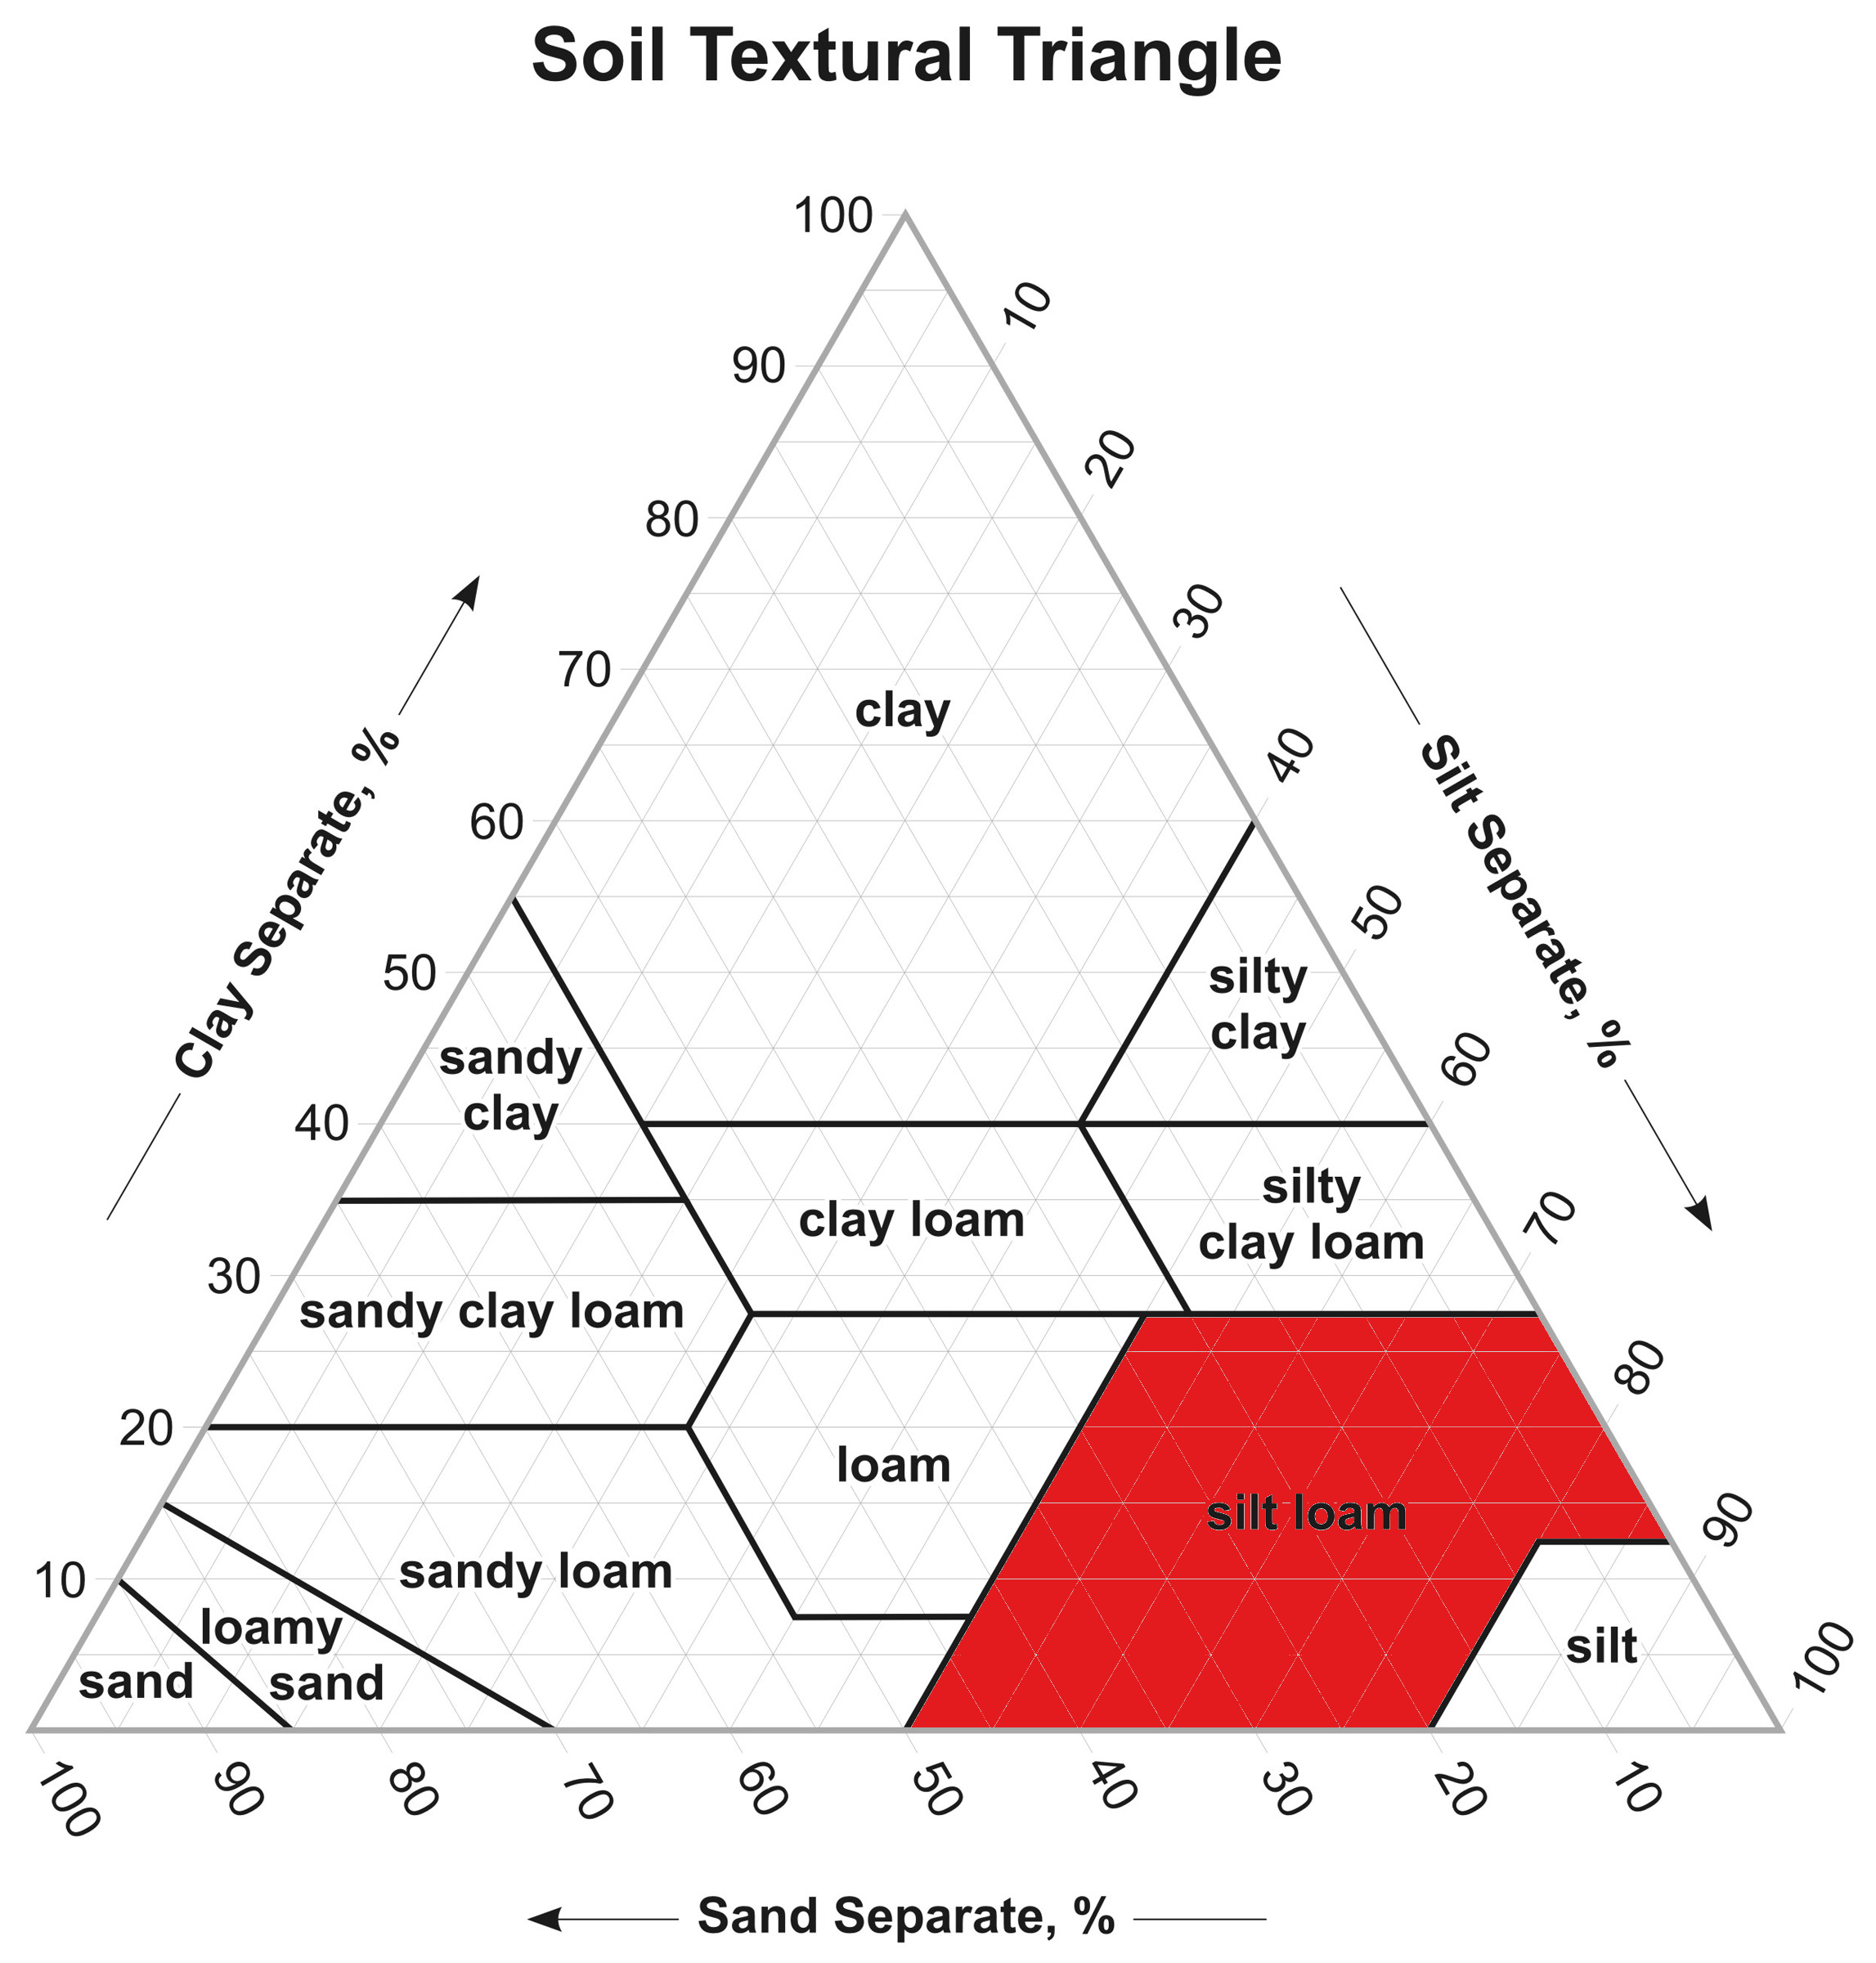 Soil Textural Triangle
100
10
90
20
80
30
70
clay
40
60
Clay Separate, %
Silt Separate, %
50
50
silty
clay
sandy
clay
60
40
silty
clay loam
clay loam
70
30
sandy clay loam
80
20
loam
silt loam
90
10
sandy loam
loamy
sand
sand
silt
100
100
90
80
70
60
50
40
30
20
10
Sand Separate, %